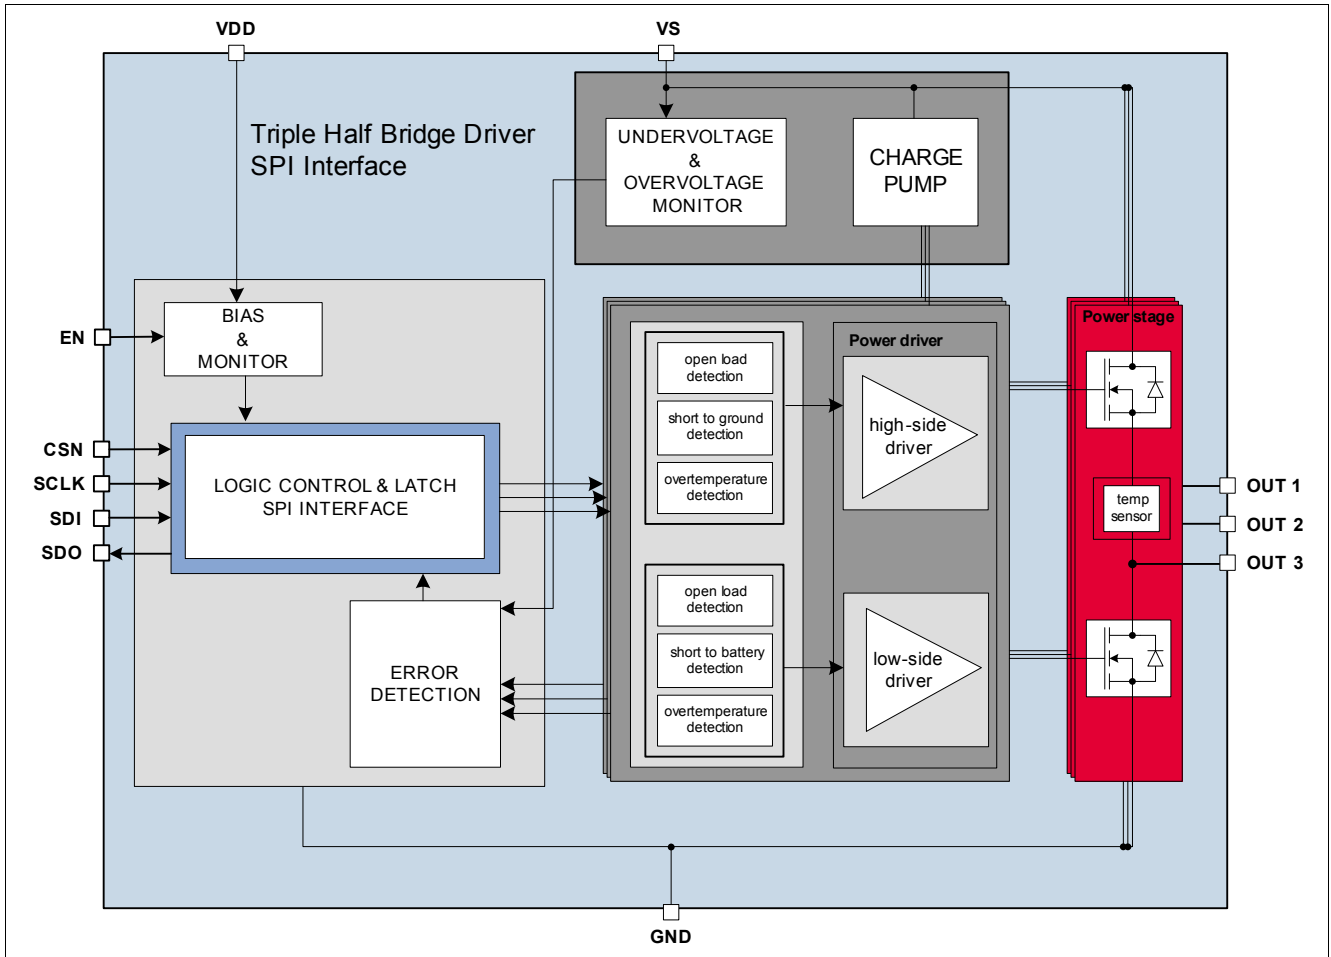 VDD
VS
Triple Half Bridge Driver
SPI Interface
UNDERVOLTAGE
&
OVERVOLTAGE
MONITOR
CHARGE
PUMP
BIAS
&
MONITOR
EN
CSN
SCLK
SDI
SDO
LOGIC CONTROL & LATCH
SPI INTERFACE
ERROR
DETECTION
open load
detection
short to ground
detection
overtemperature
detection
open load
detection
short to battery
detection
overtemperature
detection
Power driver
high-side
driver
low-side
driver
Power stage
temp
sensor
OUT 1
OUT 2
OUT 3
GND